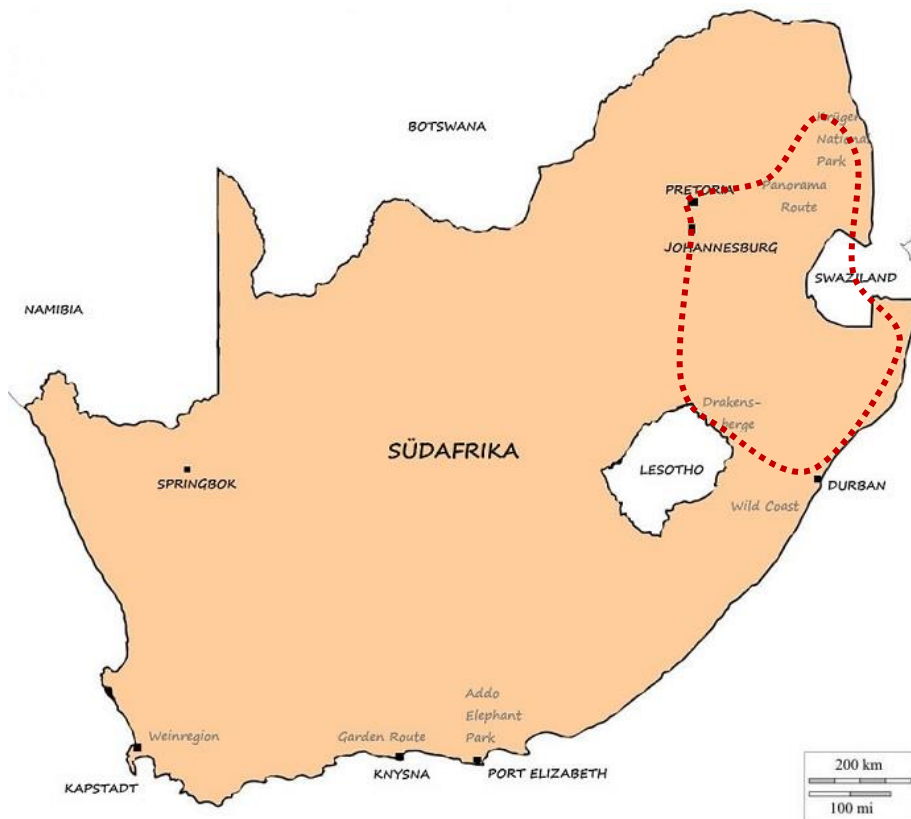 BOTSWANA
Krüger
National
Park
PRETORIA
Panorama
Route
JOHANNESBURG
SWAZILAND
NAMIBIA
Drakens-
berge
SÜDAFRIKA
LESOTHO
SPRINGBOK
DURBAN
Wild Coast
Addo
Elephant
Park
Weinregion
Garden Route
KAPSTADT
KNYSNA
PORT ELIZABETH
200 km
100 mi